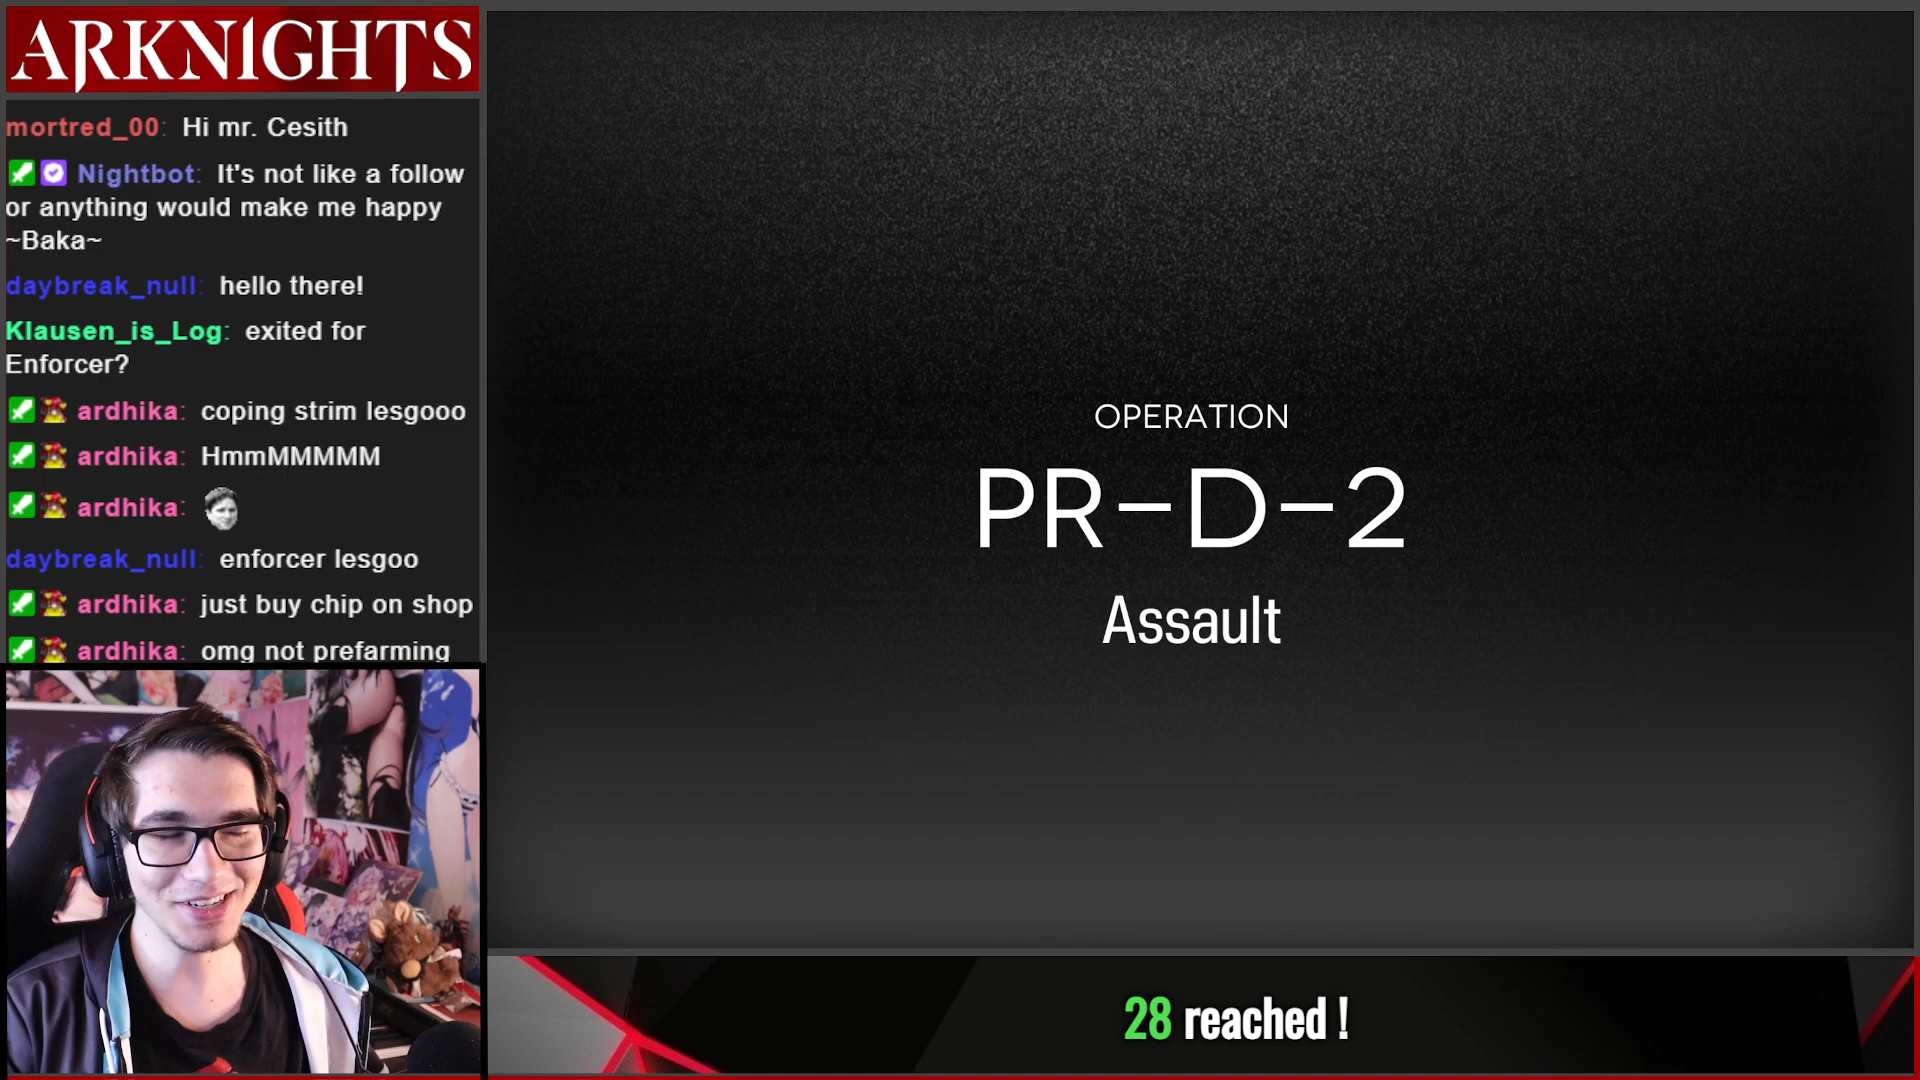 ARKNIGHTS
mortred_00: Hi mr. Cesith
Nightbot: It's not like a follow
or anything would make me happy
~Baka~
daybreak_null: hello there!
Klausen_is_Log: exited for
Enforcer?
ardhika: coping strim lesgooo
ardhika: HmmMMMMM
ardhika:
daybreak_null: enforcer lesgoo
ardhika: just buy chip on shop
ardhika: omg not prefarming
OPERATION
PR-D-2
Assault
28 reached !